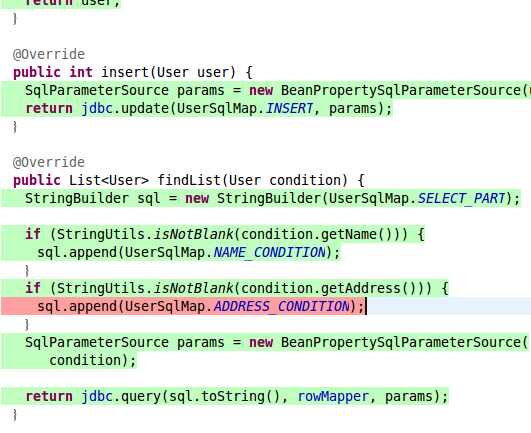 return user;
}
@Override
public int insert(User user) {
SqlParameterSource params = new BeanPropertySqlParameterSource(
return jdbc.update(UserSqlMap.INSERT, params);
}
@Override
public List<User> findList(User condition) {
StringBuilder sql = new StringBuilder(UserSqlMap.SELECT_PART);
if (StringUtils.isNotBlank(condition.getName())) {
sql.append(UserSqlMap.NAME_CONDITION);
}
if (StringUtils.isNotBlank(condition.getAddress())) {
sql.append(UserSqlMap.ADDRESS_CONDITION);
}
SqlParameterSource params = new BeanPropertySqlParameterSource(
condition);
return jdbc.query(sql.toString(), rowMapper, params);
}